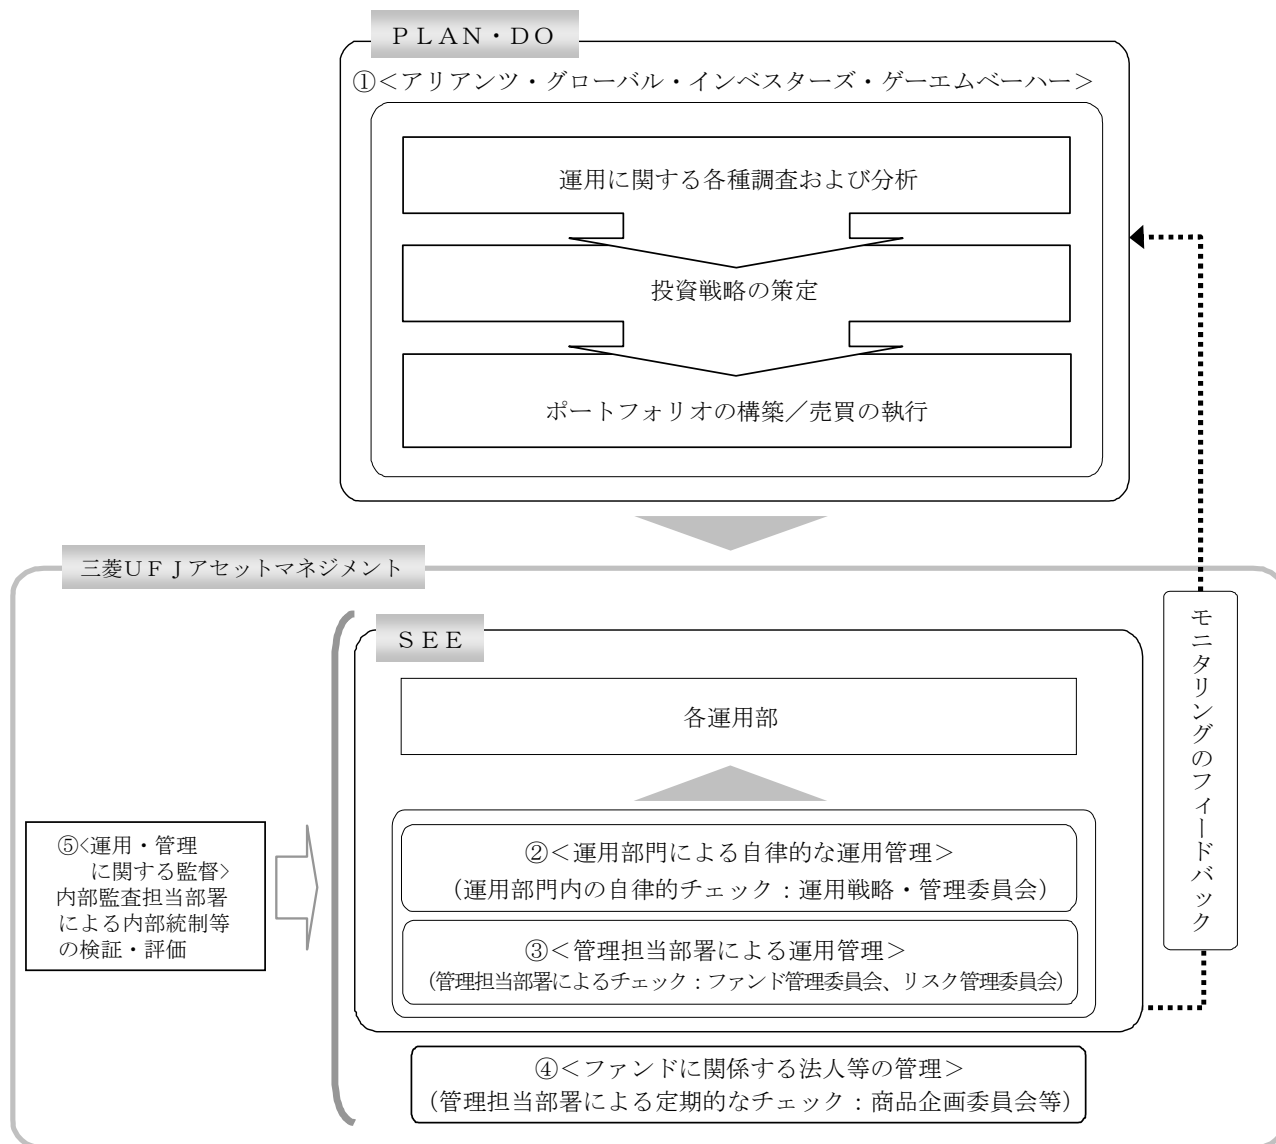 ＰＬＡＮ・ＤＯ
①＜アリアンツ・グローバル・インベスターズ・ゲーエムベーハー＞
運用に関する各種調査および分析
投資戦略の策定
ポートフォリオの構築／売買の執行
三菱ＵＦＪアセットマネジメント
ＳＥＥ
各運用部
②＜運用部門による自律的な運用管理＞
（運用部門内の自律的チェック：運用戦略・管理委員会）
③＜管理担当部署による運用管理＞
（管理担当部署によるチェック：ファンド管理委員会、リスク管理委員会）
④＜ファンドに関係する法人等の管理＞
（管理担当部署による定期的なチェック：商品企画委員会等）
⑤<運用・管理
に関する監督>
内部監査担当部署
による内部統制等
の検証・評価
モニタリングのフィードバック